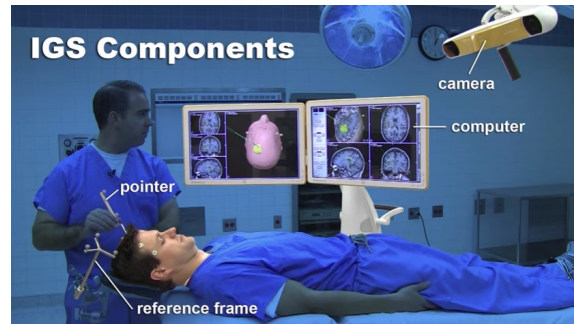 IGS Components
camera
computer
pointer
reference frame